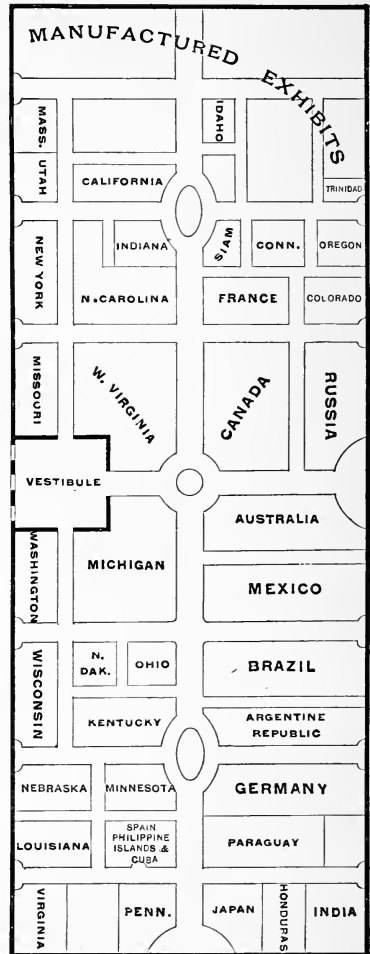 MANUFACTURED EXHIBITS
MASS.
IDAHO
UTAH
CALIFORNIA
TRINIDAD
NEW YORK
INDIANA
SIAM
CONN.
OREGON
N. CAROLINA
FRANCE
COLORADO
MISSOURI
W. VIRGINIA
CANADA
RUSSIA
VESTIBULE
AUSTRALIA
WASHINGTON
MICHIGAN
MEXICO
WISCONSIN
N.
DAK.
OHIO
BRAZIL
KENTUCKY
ARGENTINE
REPUBLIC
NEBRASKA
MINNESOTA
GERMANY
LOUISIANA
SPAIN
PHILIPPINE
ISLANDS &
CUBA
PARAGUAY
VIRGINIA
PENN.
JAPAN
HONDURAS
INDIA